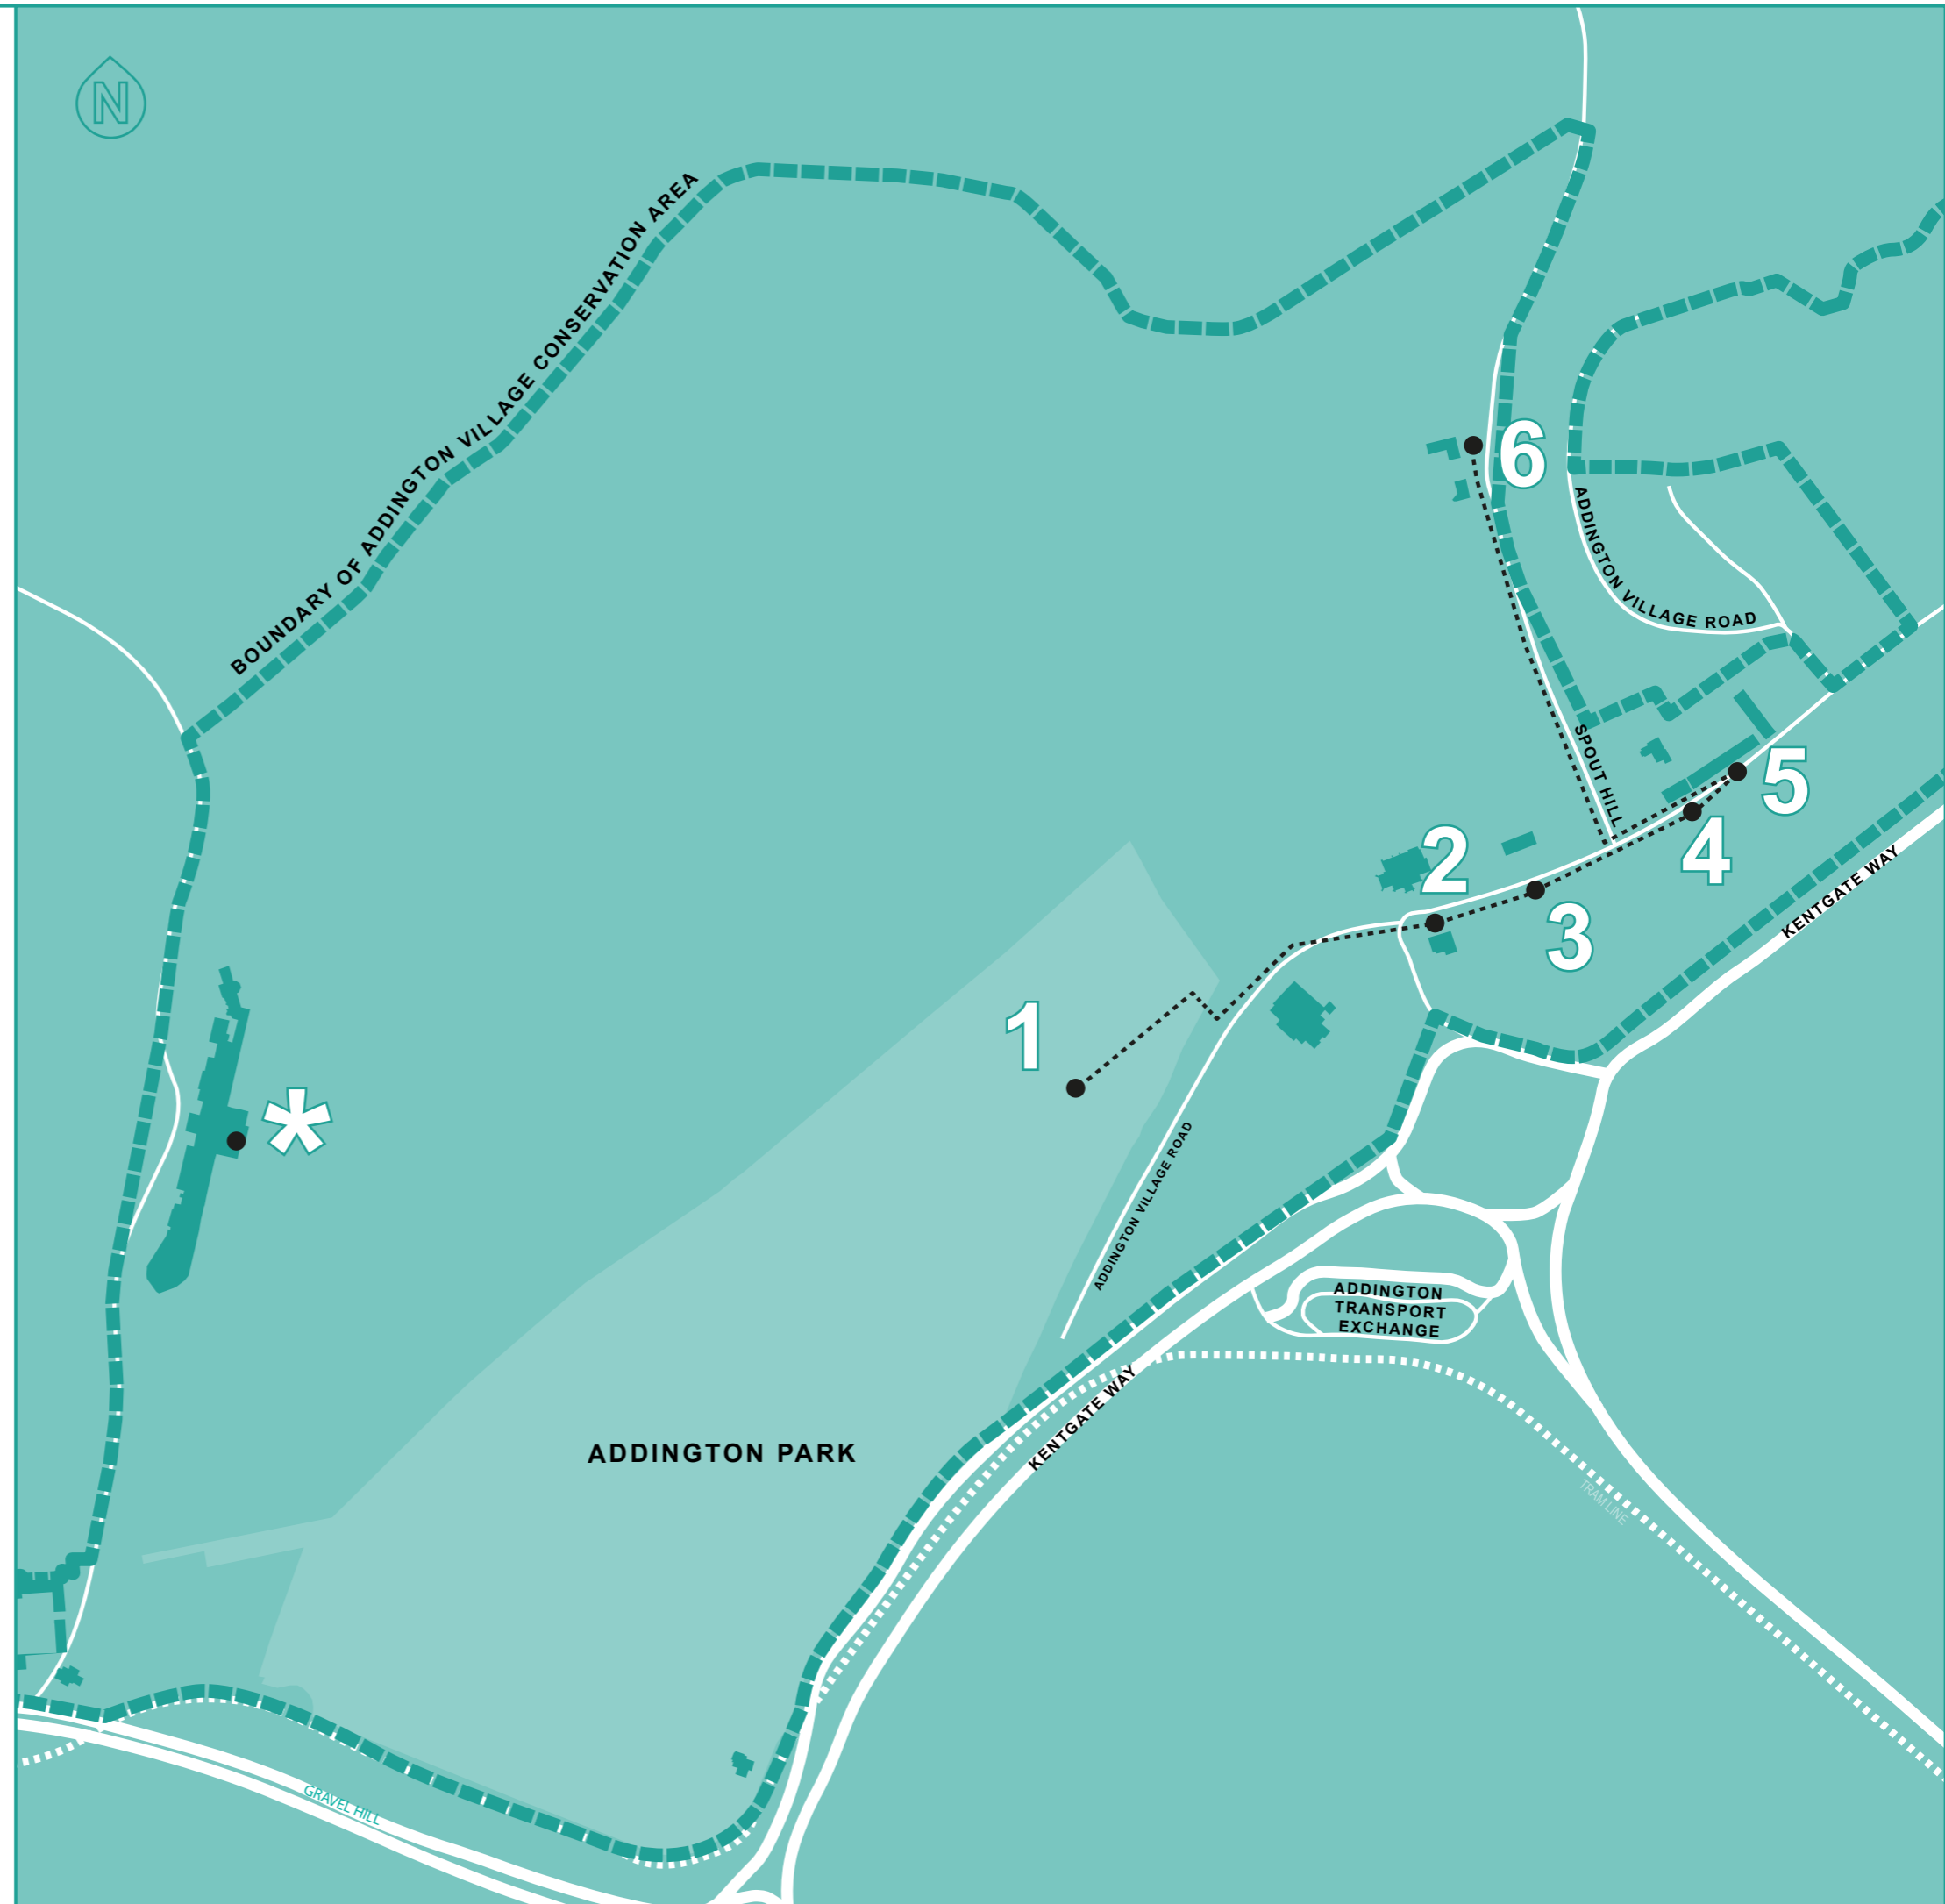 N
BOUNDARY OF ADDINGTON VILLAGE CONSERVATION AREA
6
ADDINGTON VILLAGE ROAD
SPOUT HILL
5
2
4
3
KENTGATE WAY
1
*
ADDINGTON VILLAGE ROAD
ADDINGTON
TRANSPORT
EXCHANGE
KENTGATE WAY
ADDINGTON PARK
TRAM LINE
GRAVEL HILL